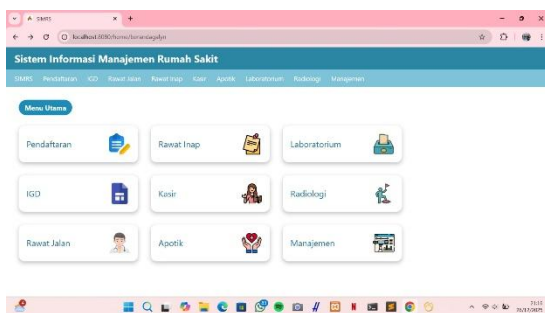 SIMRS
localhost:8080/home/berandagalyn
Sistem Informasi Manajemen Rumah Sakit
SIMRS Pendaftaran IGD Rawat Jalan Rawat Inap Kasir Apotik Laboratorium Radiologi Manajemen
Menu Utama
Pendaftaran Rawat Inap Laboratorium
IGD Kasir Radiologi
Rawat Jalan Apotik Manajemen